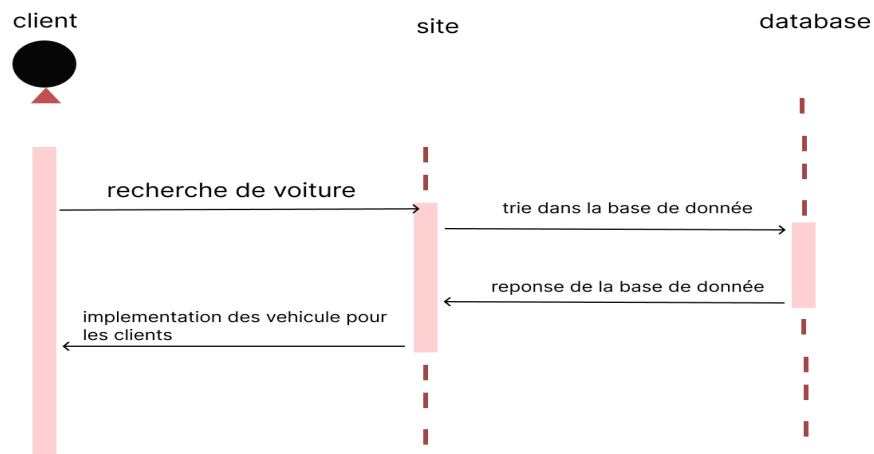 client
site
database
recherche de voiture
trie dans la base de donnée
reponse de la base de donnée
implementation des vehicule pour
les clients